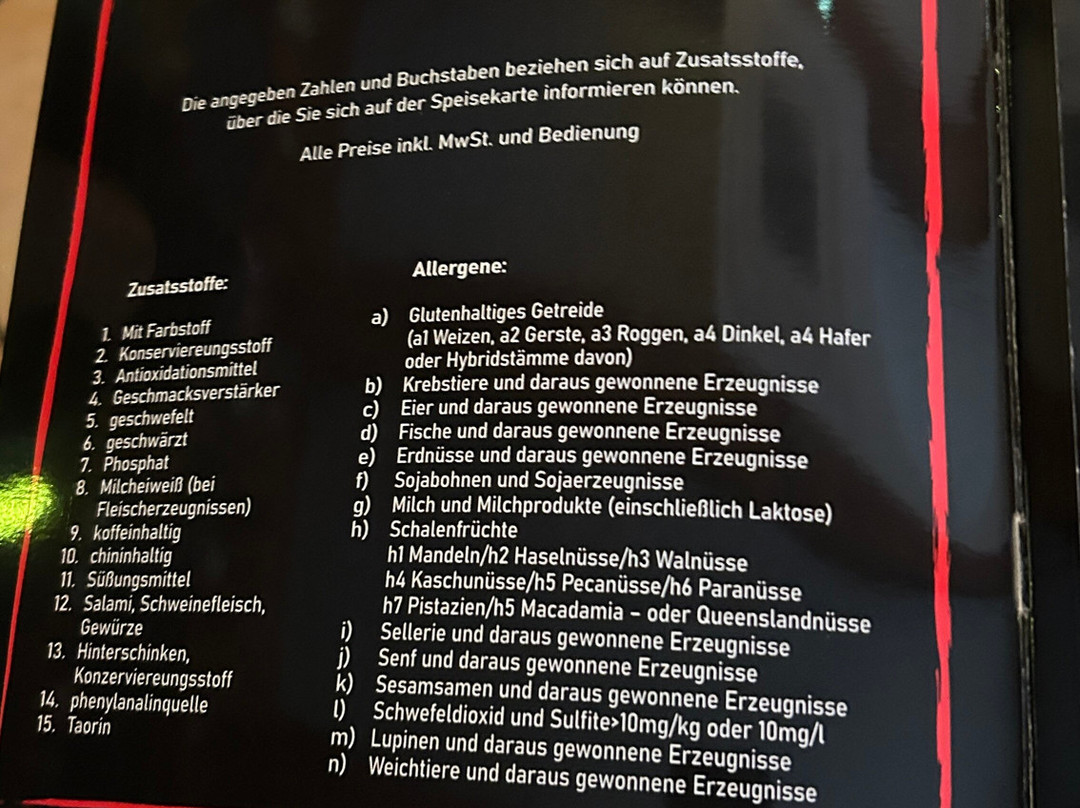 Die angegeben Zahlen und Buchstaben beziehen sich auf Zusatsstoffe,
über die Sie sich auf der Speisekarte informieren können.
Alle Preise inkl. MwSt. und Bedienung
Zusatsstoffe:
1. Mit Farbstoff
2. Konserviereungsstoff
3. Antioxidationsmittel
4. Geschmacksverstärker
5. geschwefelt
6. geschwärzt
7. Phosphat
8. Milcheiweiß (bei
Fleischerzeugnissen)
9. koffeinhaltig
10. chininhaltig
11. Süßungsmittel
12. Salami, Schweinefleisch,
Gewürze
13. Hinterschinken,
Konzerviereungsstoff
14. phenylanalinquelle
15. Taorin
Allergene:
a) Glutenhaltiges Getreide
(a1 Weizen, a2 Gerste, a3 Roggen, a4 Dinkel, a4 Hafer
oder Hybridstämme davon)
b) Krebstiere und daraus gewonnene Erzeugnisse
c) Eier und daraus gewonnene Erzeugnisse
d) Fische und daraus gewonnene Erzeugnisse
e) Erdnüsse und daraus gewonnene Erzeugnisse
f) Sojabohnen und Sojaerzeugnisse
g) Milch und Milchprodukte (einschließlich Laktose)
h) Schalenfrüchte
h1 Mandeln/h2 Haselnüsse/h3 Walnüsse
h4 Kaschunüsse/h5 Pecanüsse/h6 Paranüsse
h7 Pistazien/h5 Macadamia – oder Queenslandnüsse
i) Sellerie und daraus gewonnene Erzeugnisse
j) Senf und daraus gewonnene Erzeugnisse
k) Sesamsamen und daraus gewonnene Erzeugnisse
l) Schwefeldioxid und Sulfite>10mg/kg oder 10mg/l
m) Lupinen und daraus gewonnene Erzeugnisse
n) Weichtiere und daraus gewonnene Erzeugnisse